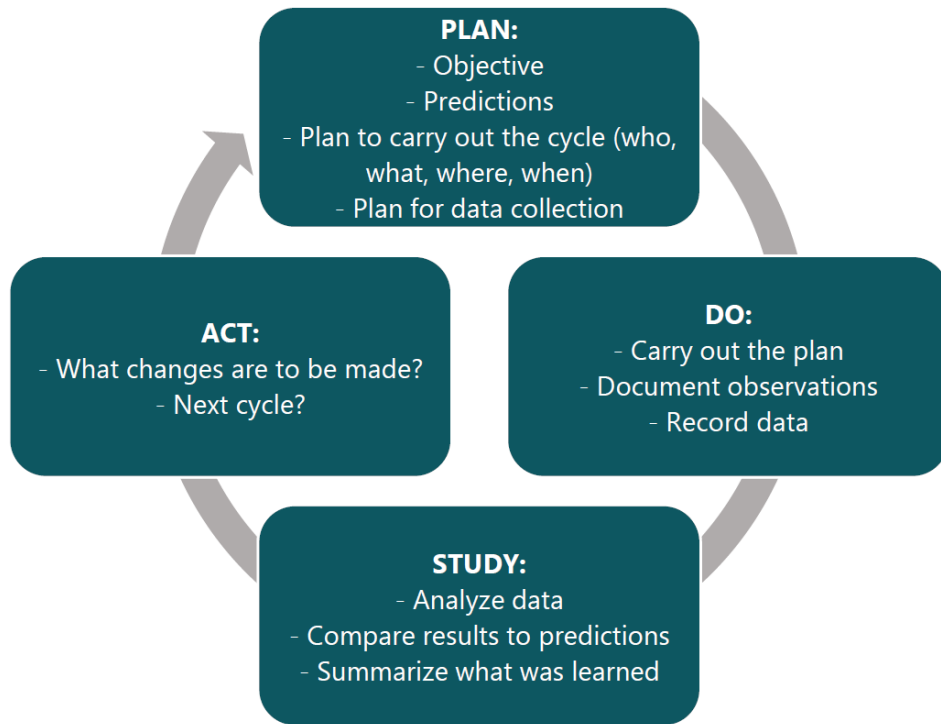 PLAN:
- Objective
- Predictions
- Plan to carry out the cycle (who,
what, where, when)
- Plan for data collection
DO:
- Carry out the plan
- Document observations
- Record data
STUDY:
- Analyze data
- Compare results to predictions
- Summarize what was learned
ACT:
- What changes are to be made?
- Next cycle?